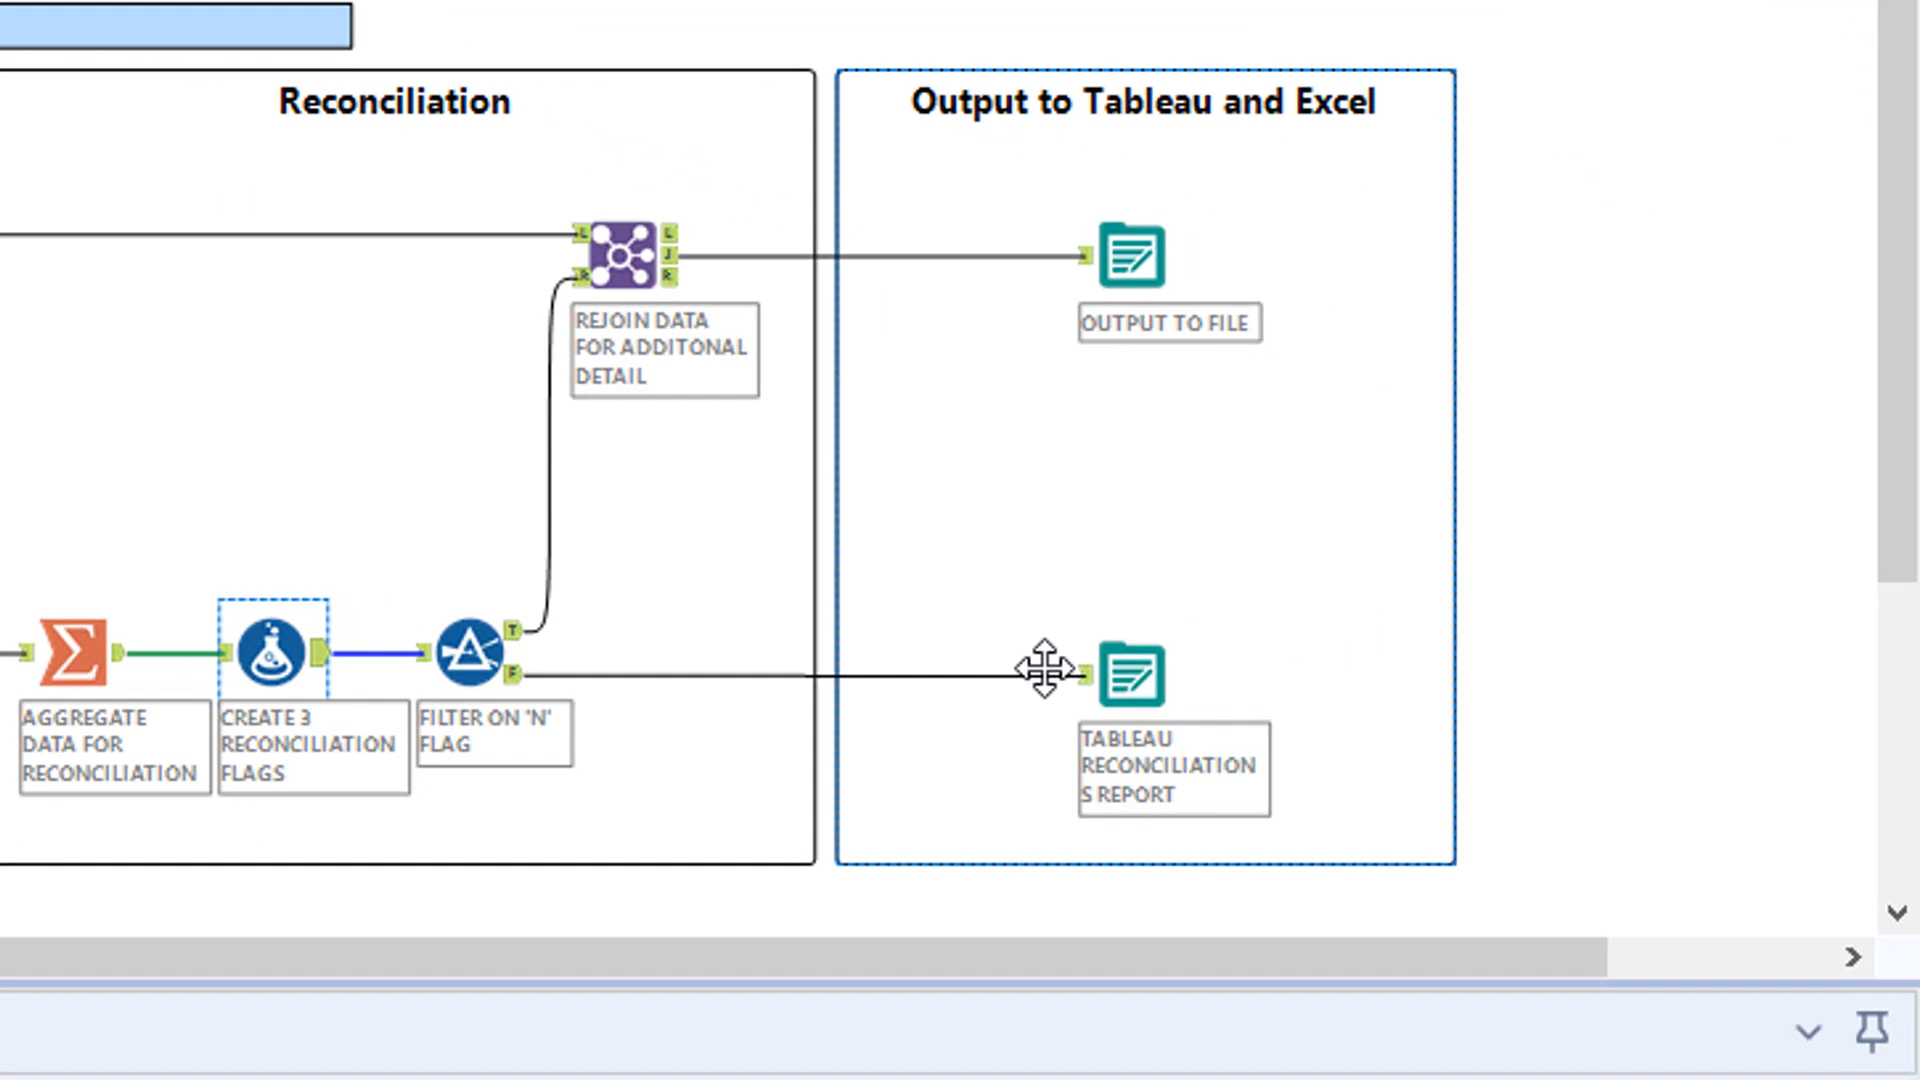 Reconciliation
Output to Tableau and Excel
L
R
L
J
R
REJOIN DATA
FOR ADDITONAL
DETAIL
OUTPUT TO FILE
T
F
AGGREGATE
DATA FOR
RECONCILIATION
CREATE 3
RECONCILIATION
FLAGS
FILTER ON 'N'
FLAG
TABLEAU
RECONCILIATION
S REPORT